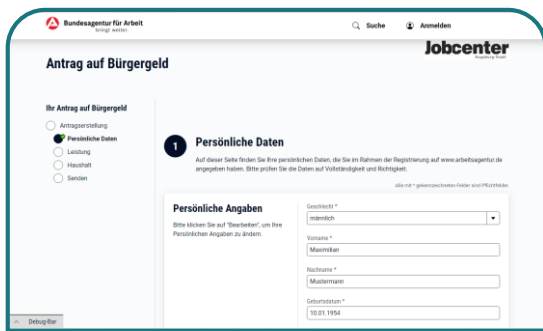 Bundesagentur für Arbeit
bringt weiter.
Suche
Anmelden
Jobcenter
Augsburg-Stadt
Antrag auf Bürgergeld
Ihr Antrag auf Bürgergeld
Antragserstellung
Persönliche Daten
Leistung
Haushalt
Senden
1
Persönliche Daten
Auf dieser Seite finden Sie Ihre persönlichen Daten, die Sie im Rahmen der Registrierung auf www.arbeitsagentur.de
angegeben haben. Bitte prüfen Sie die Daten auf Vollständigkeit und Richtigkeit.
Alle mit * gekennzeichneten Felder sind Pflichtfelder
Persönliche Angaben
Bitte klicken Sie auf "Bearbeiten", um Ihre
Persönlichen Angaben zu ändern.
Geschlecht *
männlich
Vorname *
Maximilian
Nachname *
Mustermann
Geburtsdatum *
10.01.1954
Debug-Bar